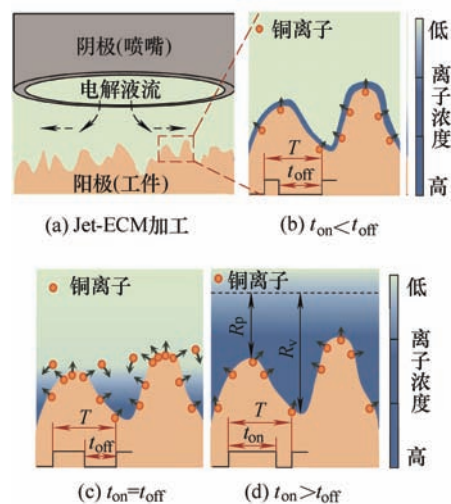 阴极(喷嘴)
电解液流
阳极(工件)
(a) Jet-ECM加工
铜离子
T
t_off
低
离子浓度
高
(b) t_on<t_off
铜离子
T
t_off
(c) t_on=t_off
铜离子
R_p
R_v
T
t_on
低
离子浓度
高
(d) t_on>t_off